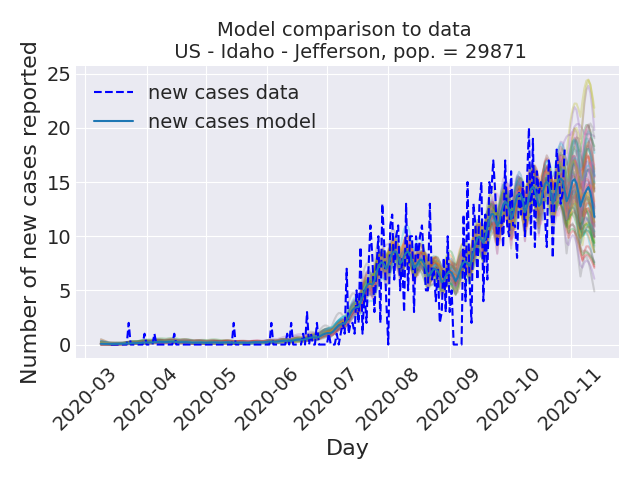 Model comparison to data
US - Idaho - Jefferson, pop. = 29871
Number of new cases reported
25
20
15
10
5
0
new cases data
new cases model
2020-03
2020-04
2020-05
2020-06
2020-07
2020-08
2020-09
2020-10
2020-11
Day